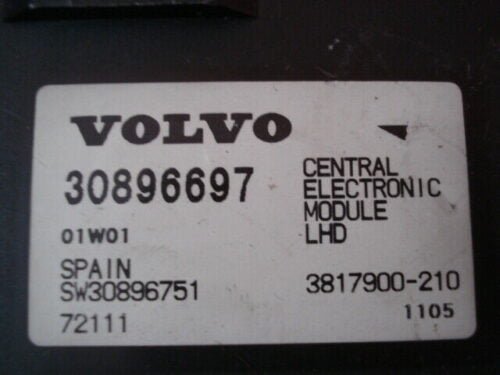 VOLVO
30896697
01W01
SPAIN
SW30896751
72111
CENTRAL
ELECTRONIC
MODULE
LHD
3817900-210
1105